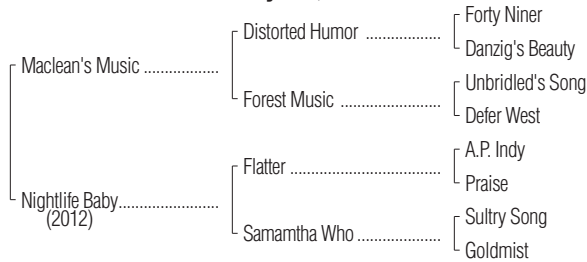 Maclean's Music ..................
Nightlife Baby........................
(2012)
Distorted Humor ..................
Forest Music ........................
Flatter ....................................
Samamtha Who ....................
Forty Niner
Danzig's Beauty
Unbridled's Song
Defer West
A.P. Indy
Praise
Sultry Song
Goldmist